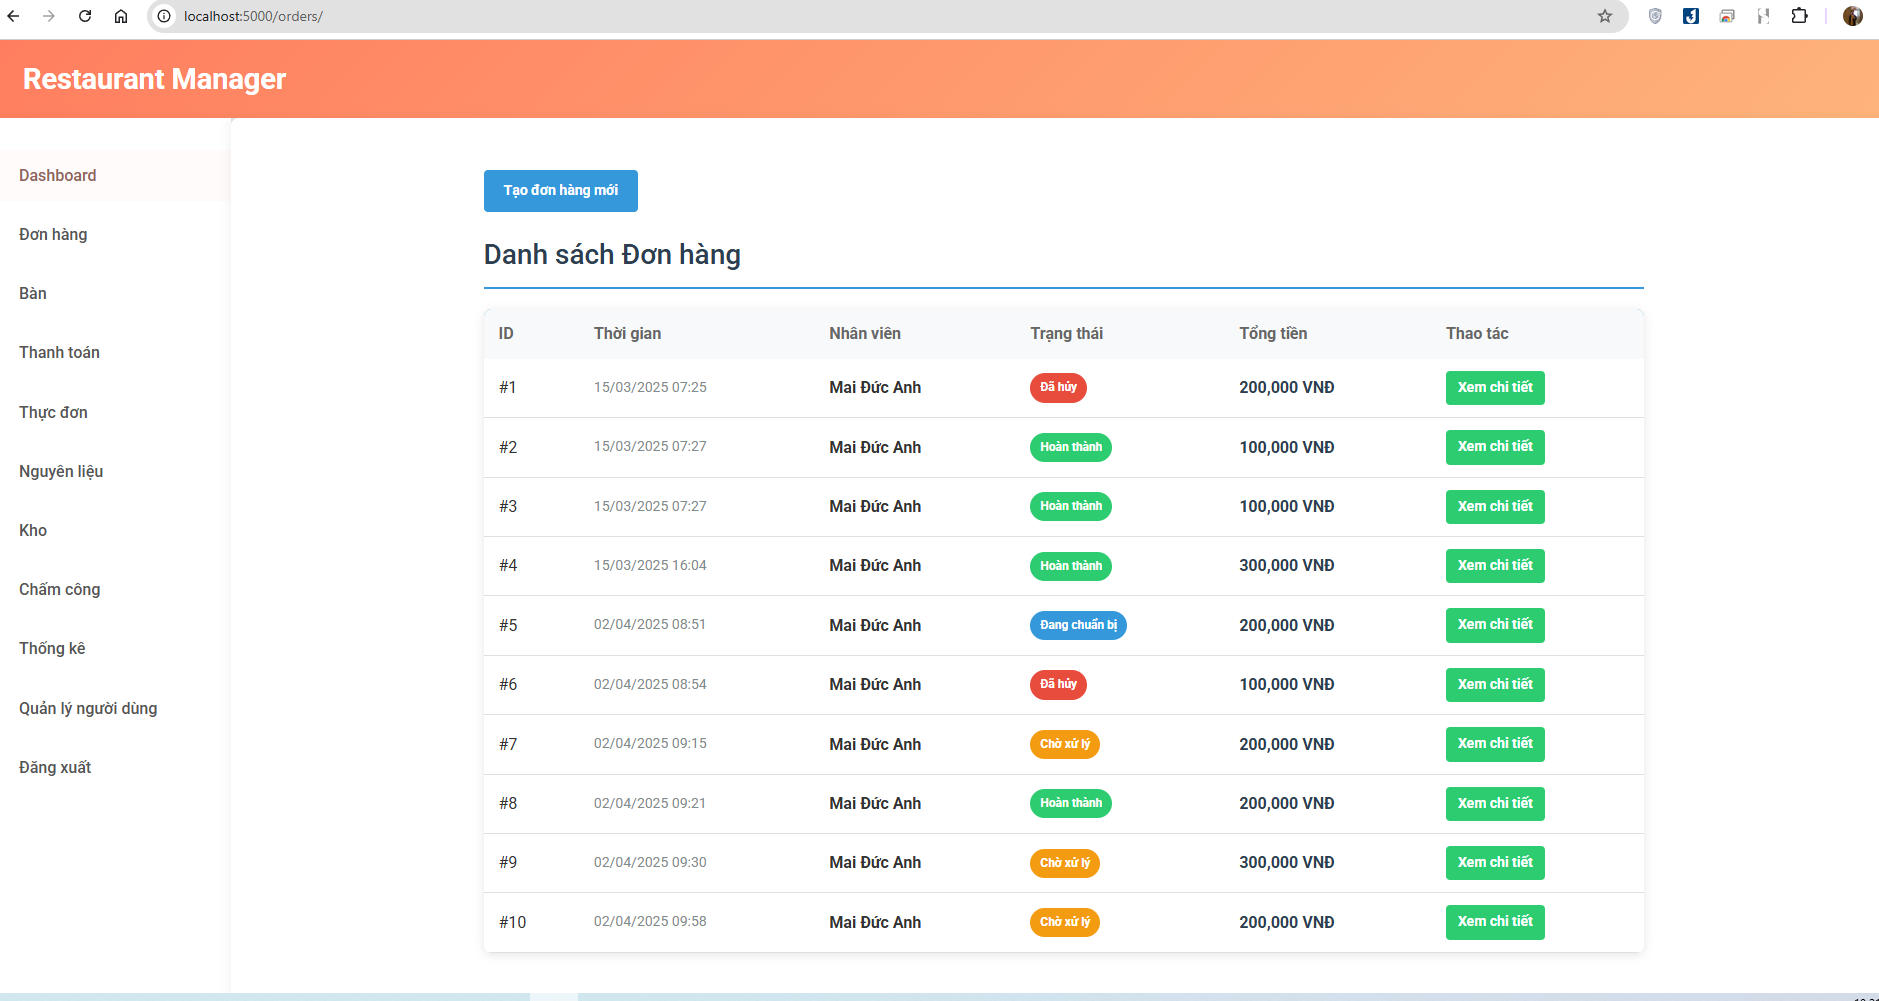 localhost:5000/orders/
Restaurant Manager
Dashboard
Đơn hàng
Bàn
Thanh toán
Thực đơn
Nguyên liệu
Kho
Chấm công
Thống kê
Quản lý người dùng
Đăng xuất
Tạo đơn hàng mới
Danh sách Đơn hàng
ID Thời gian Nhân viên Trạng thái Tổng tiền Thao tác
#1 15/03/2025 07:25 Mai Đức Anh Đã hủy 200,000 VNĐ Xem chi tiết
#2 15/03/2025 07:27 Mai Đức Anh Hoàn thành 100,000 VNĐ Xem chi tiết
#3 15/03/2025 07:27 Mai Đức Anh Hoàn thành 100,000 VNĐ Xem chi tiết
#4 15/03/2025 16:04 Mai Đức Anh Hoàn thành 300,000 VNĐ Xem chi tiết
#5 02/04/2025 08:51 Mai Đức Anh Đang chuẩn bị 200,000 VNĐ Xem chi tiết
#6 02/04/2025 08:54 Mai Đức Anh Đã hủy 100,000 VNĐ Xem chi tiết
#7 02/04/2025 09:15 Mai Đức Anh Chờ xử lý 200,000 VNĐ Xem chi tiết
#8 02/04/2025 09:21 Mai Đức Anh Hoàn thành 200,000 VNĐ Xem chi tiết
#9 02/04/2025 09:30 Mai Đức Anh Chờ xử lý 300,000 VNĐ Xem chi tiết
#10 02/04/2025 09:58 Mai Đức Anh Chờ xử lý 200,000 VNĐ Xem chi tiết